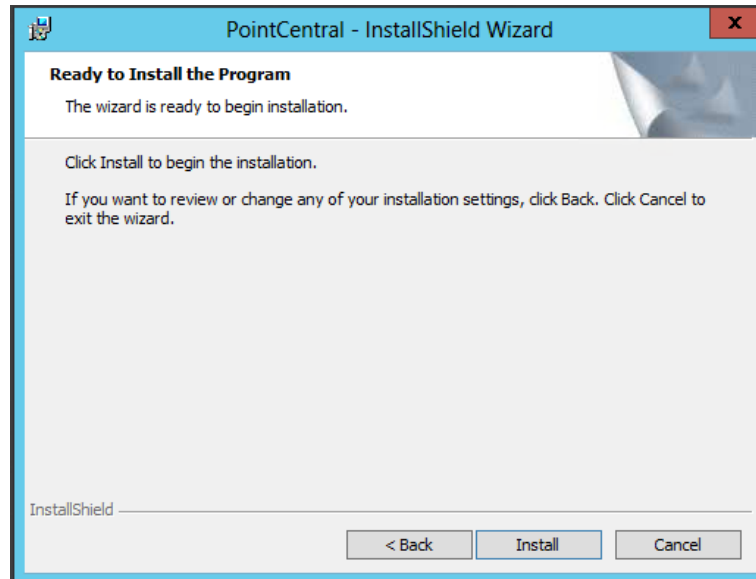 PointCentral - InstallShield Wizard
x
Ready to Install the Program
The wizard is ready to begin installation.
Click Install to begin the installation.
If you want to review or change any of your installation settings, click Back. Click Cancel to
exit the wizard.
InstallShield
< Back Install Cancel